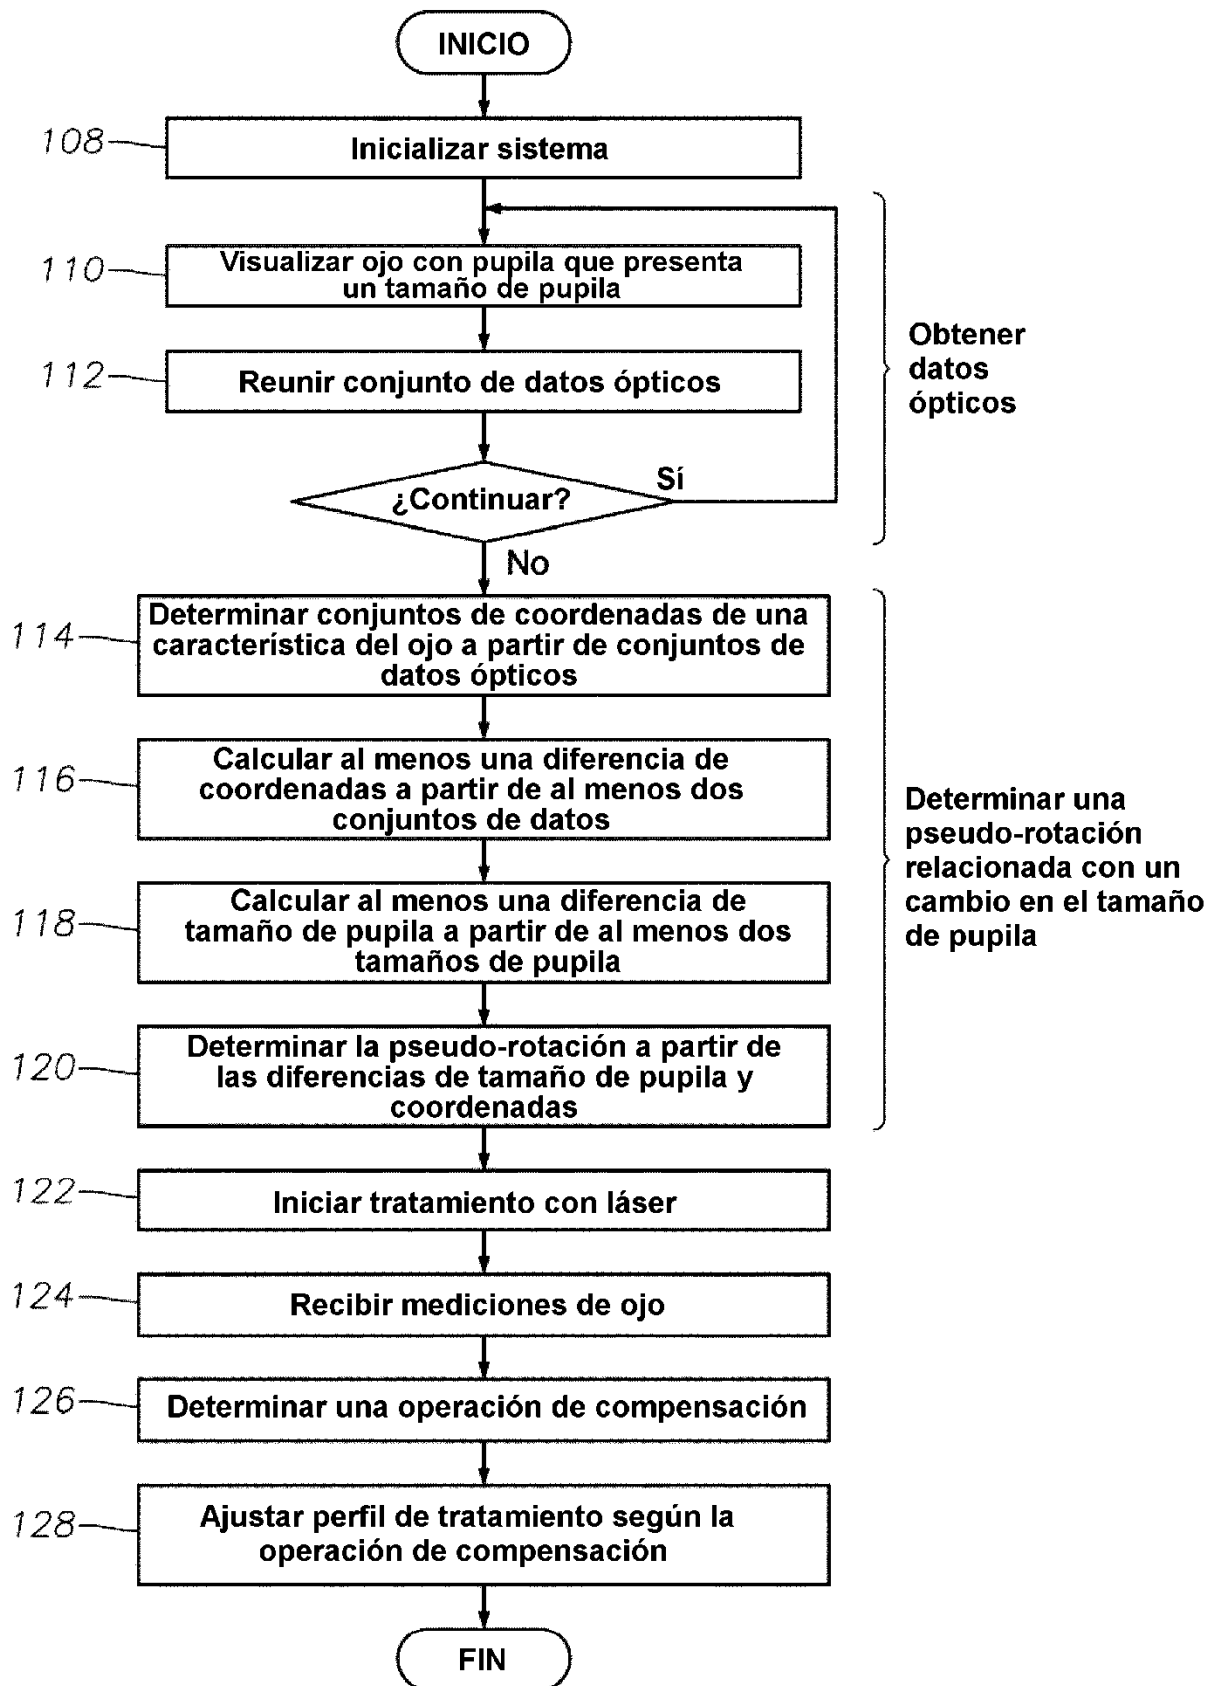 INICIO
108
Inicializar sistema
110
Visualizar ojo con pupila que presenta
un tamaño de pupila
112
Reunir conjunto de datos ópticos
¿Continuar?
Sí
No
Obtener
datos
ópticos
114
Determinar conjuntos de coordenadas de una
característica del ojo a partir de conjuntos de
datos ópticos
116
Calcular al menos una diferencia de
coordenadas a partir de al menos dos
conjuntos de datos
118
Calcular al menos una diferencia de
tamaño de pupila a partir de al menos dos
tamaños de pupila
120
Determinar la pseudo-rotación a partir de
las diferencias de tamaño de pupila y
coordenadas
Determinar una
pseudo-rotación
relacionada con un
cambio en el tamaño
de pupila
122
Iniciar tratamiento con láser
124
Recibir mediciones de ojo
126
Determinar una operación de compensación
128
Ajustar perfil de tratamiento según la
operación de compensación
FIN